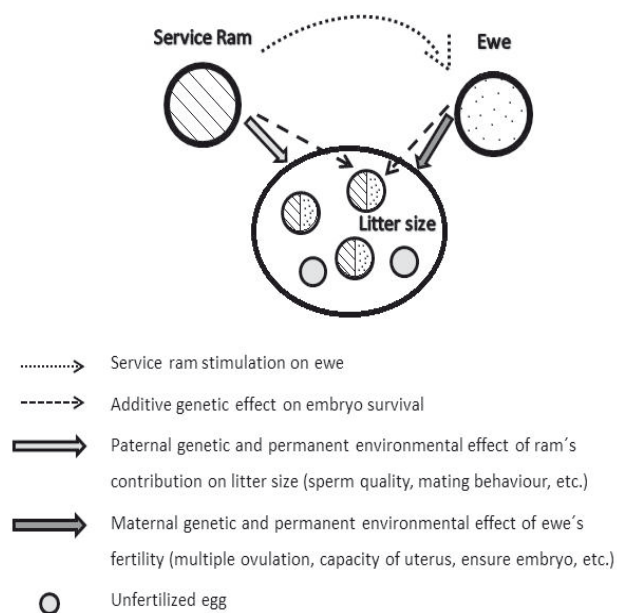 Service Ram
Ewe
Litter size
Service ram stimulation on ewe
Additive genetic effect on embryo survival
Paternal genetic and permanent environmental effect of ram´s
contribution on litter size (sperm quality, mating behaviour, etc.)
Maternal genetic and permanent environmental effect of ewe´s
fertility (multiple ovulation, capacity of uterus, ensure embryo, etc.)
Unfertilized egg